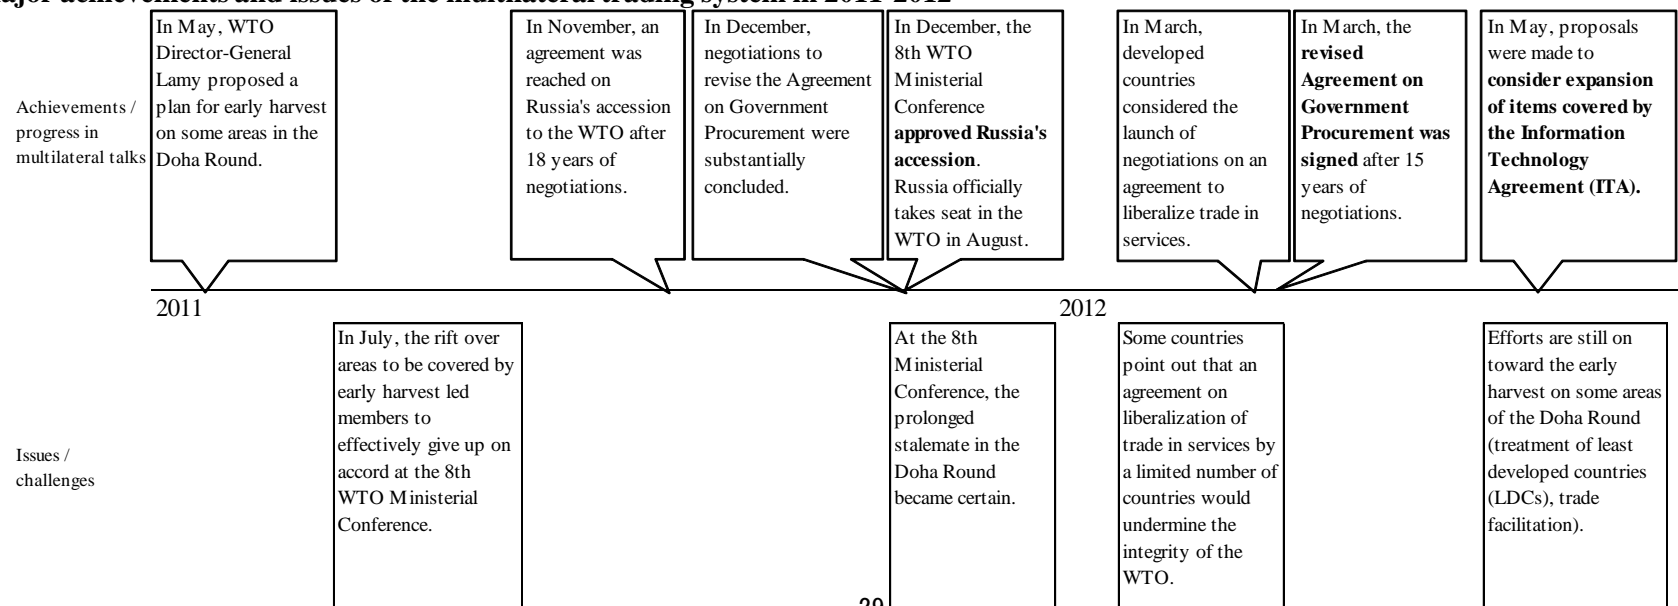 major achievements and issues of the multilateral trading system in 2011-2012
Achievements /
progress in
multilateral talks
In May, WTO
Director-General
Lamy proposed a
plan for early harvest
on some areas in the
Doha Round.
In November, an
agreement was
reached on
Russia's accession
to the WTO after
18 years of
negotiations.
In December,
negotiations to
revise the Agreement
on Government
Procurement were
substantially
concluded.
In December, the
8th WTO
Ministerial
Conference
approved Russia's
accession.
Russia officially
takes seat in the
WTO in August.
In March,
developed
countries
considered the
launch of
negotiations on an
agreement to
liberalize trade in
services.
In March, the
revised
Agreement on
Government
Procurement was
signed after 15
years of
negotiations.
In May, proposals
were made to
consider expansion
of items covered by
the Information
Technology
Agreement (ITA).
2011
2012
Issues /
challenges
In July, the rift over
areas to be covered by
early harvest led
members to
effectively give up on
accord at the 8th
WTO Ministerial
Conference.
At the 8th
Ministerial
Conference, the
prolonged
stalemate in the
Doha Round
became certain.
Some countries
point out that an
agreement on
liberalization of
trade in services by
a limited number of
countries would
undermine the
integrity of the
WTO.
Efforts are still on
toward the early
harvest on some areas
of the Doha Round
(treatment of least
developed countries
(LDCs), trade
facilitation).